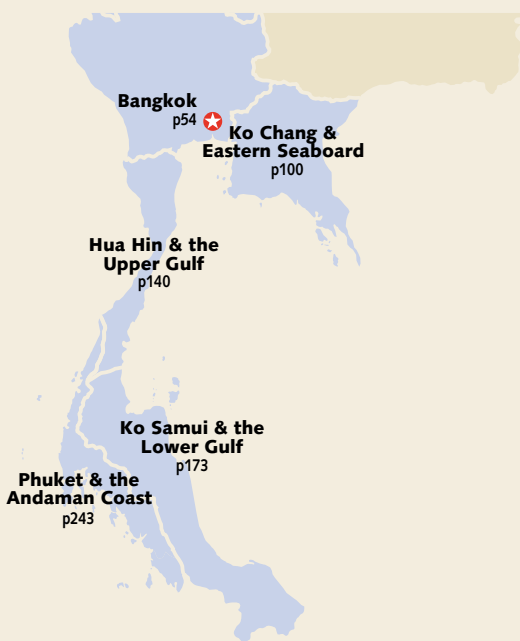 Bangkok
p54
Ko Chang &
Eastern Seaboard
p100
Hua Hin & the
Upper Gulf
p140
Ko Samui & the
Lower Gulf
p173
Phuket & the
Andaman Coast
p243